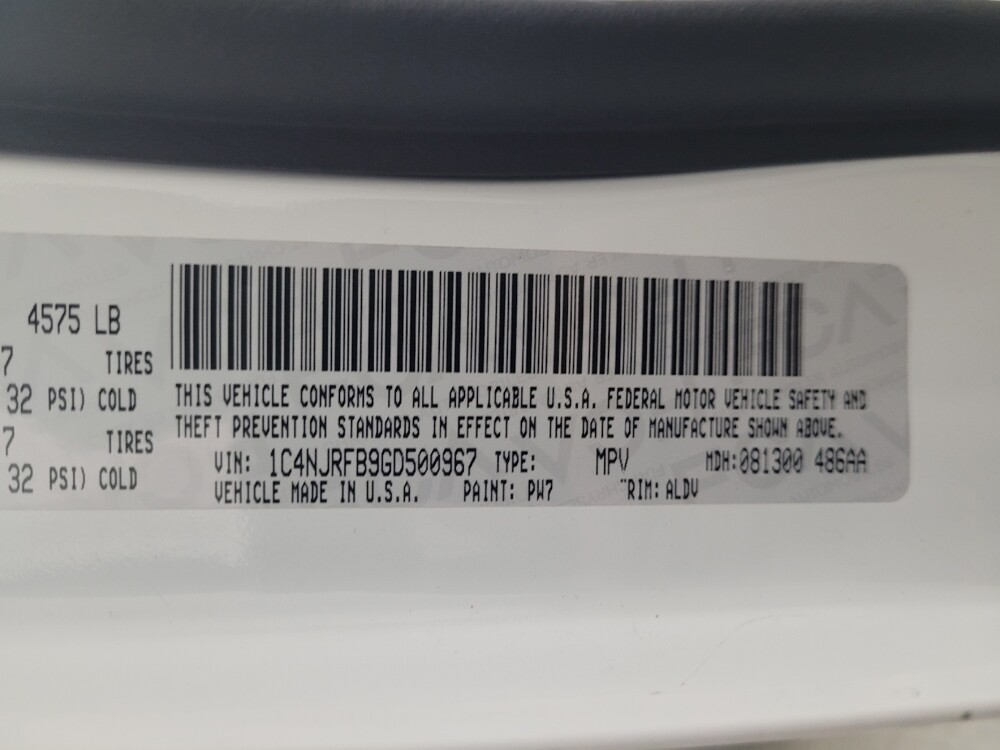 4575 LB
7 TIRES
32 PSI) COLD
7 TIRES
32 PSI) COLD
THIS VEHICLE CONFORMS TO ALL APPLICABLE U.S.A. FEDERAL MOTOR VEHICLE SAFETY AND
THEFT PREVENTION STANDARDS IN EFFECT ON THE DATE OF MANUFACTURE SHOWN ABOVE.
VIN: 1C4NJRFB9GD500967 TYPE: MPV MDH:081300 486AA
VEHICLE MADE IN U.S.A. PAINT: PW7 RIM: ALDV